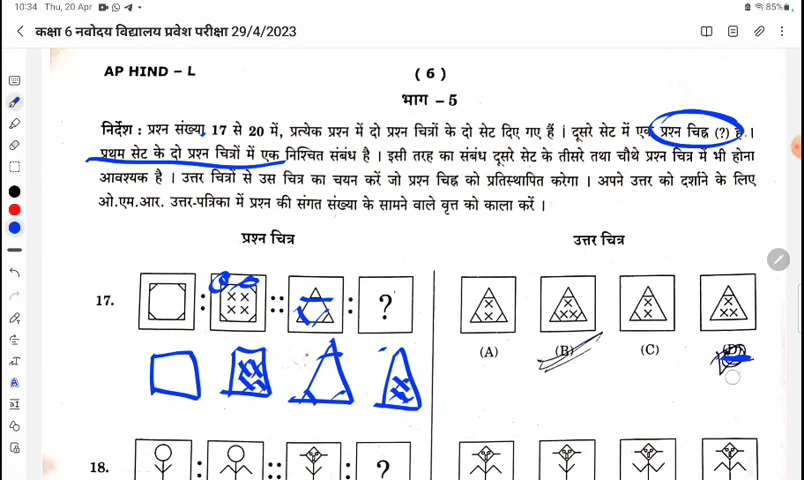 10:34 Thu, 20 Apr
85%
कक्षा 6 नवोदय विद्यालय प्रवेश परीक्षा 29/4/2023
AP HIND – L
( 6 )
भाग – 5
निर्देश : प्रश्न संख्या 17 से 20 में, प्रत्येक प्रश्न में दो प्रश्न चित्रों के दो सेट दिए गए हैं । दूसरे सेट में एक प्रश्न चिह्न (?) है ।
प्रथम सेट के दो प्रश्न चित्रों में एक निश्चित संबंध है । इसी तरह का संबंध दूसरे सेट के तीसरे तथा चौथे प्रश्न चित्र में भी होना
आवश्यक है । उत्तर चित्रों से उस चित्र का चयन करें जो प्रश्न चिह्न को प्रतिस्थापित करेगा । अपने उत्तर को दर्शाने के लिए
ओ.एम.आर. उत्तर-पत्रिका में प्रश्न की संगत संख्या के सामने वाले वृत्त को काला करें ।
प्रश्न चित्र
उत्तर चित्र
17. : :: : ?
(A) (B) (C)
18. : :: : ?